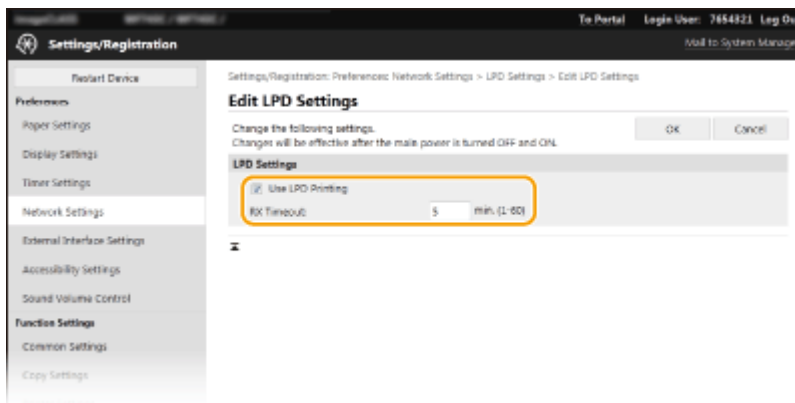 To Portal Login User: 7654321 Log Ou
Settings/Registration
Mail to System Manage
Restart Device
Preferences
Paper Settings
Display Settings
Timer Settings
Network Settings
External Interface Settings
Accessibility Settings
Sound Volume Control
Function Settings
Common Settings
Copy Settings
Settings/Registration: Preferences: Network Settings > LPD Settings > Edit LPD Settings
Edit LPD Settings
Change the following settings.
Changes will be effective after the main power is turned OFF and ON.
OK Cancel
LPD Settings
Use LPD Printing
RX Timeout: 5 min. (1-60)